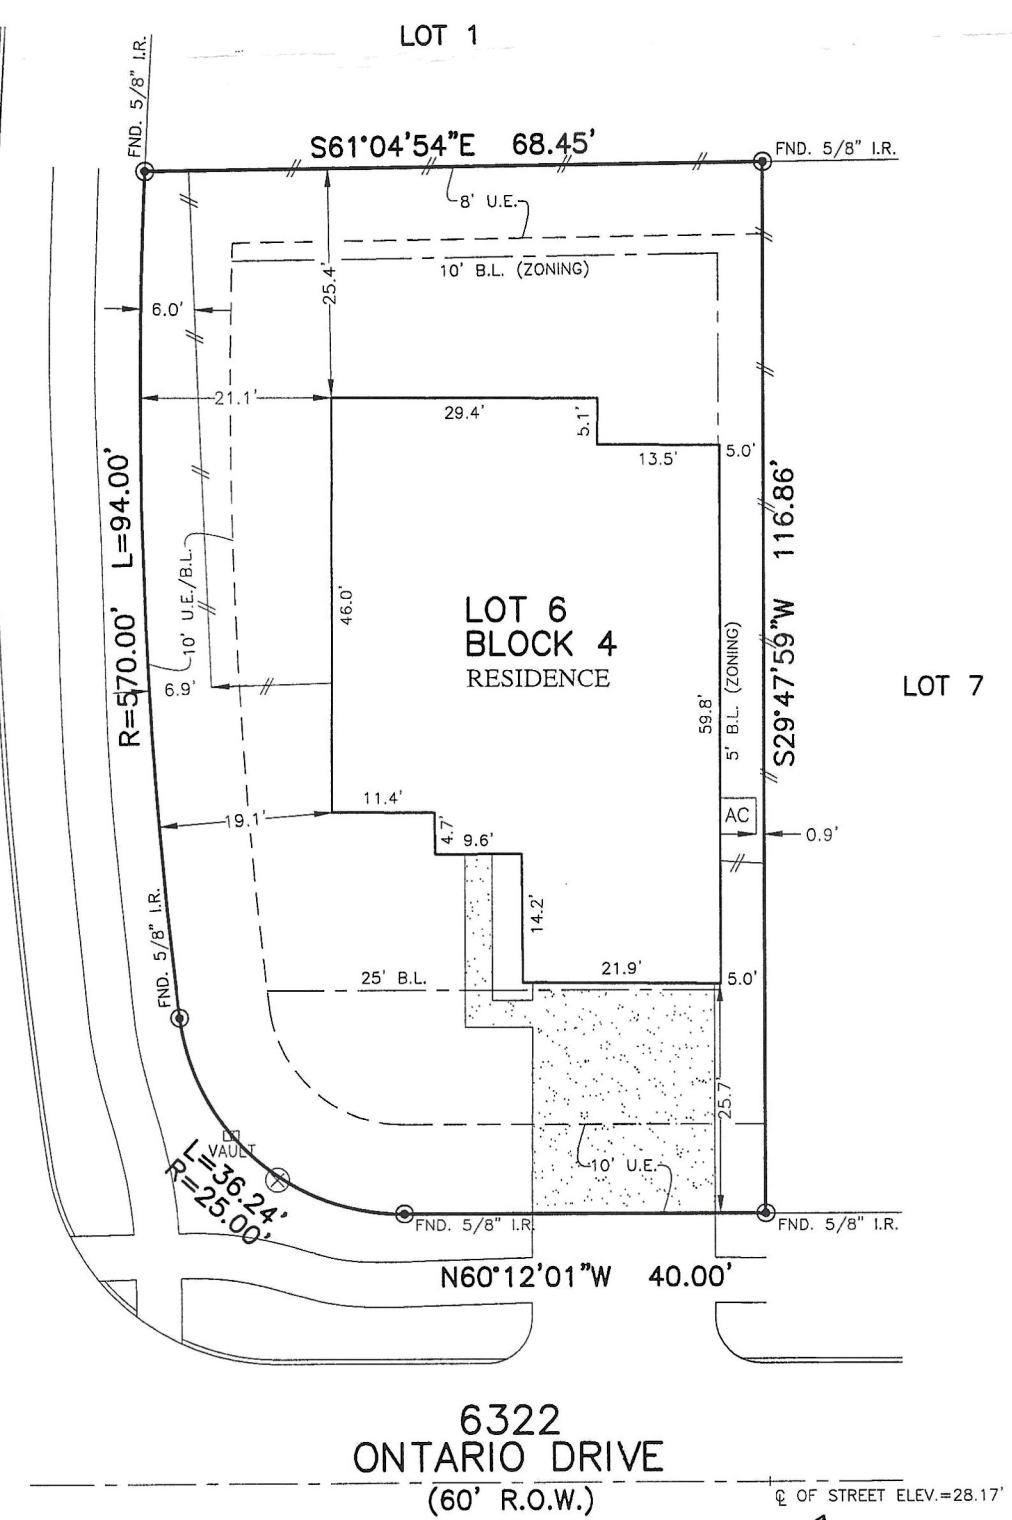 LOT 1
FND. 5/8" I.R.
S61°04'54"E 68.45'
FND. 5/8" I.R.
8' U.E.
10' B.L. (ZONING)
25.4'
6.0'
21.1'
29.4'
5.1'
13.5'
5.0'
R=570.00' L=94.00'
10' U.E./B.L.
46.0'
LOT 6
BLOCK 4
RESIDENCE
59.8'
5' B.L. (ZONING)
S29°47'59"W 116.86'
LOT 7
6.9'
11.4'
19.1'
4.7'
9.6'
AC
0.9'
14.2'
FND. 5/8" I.R.
25' B.L.
21.9'
5.0'
25.7'
VAULT
L=36.24'
R=25.00'
10' U.E.
FND. 5/8" I.R.
FND. 5/8" I.R.
N60°12'01"W 40.00'
6322
ONTARIO DRIVE
(60' R.O.W.)
℄ OF STREET ELEV.=28.17'